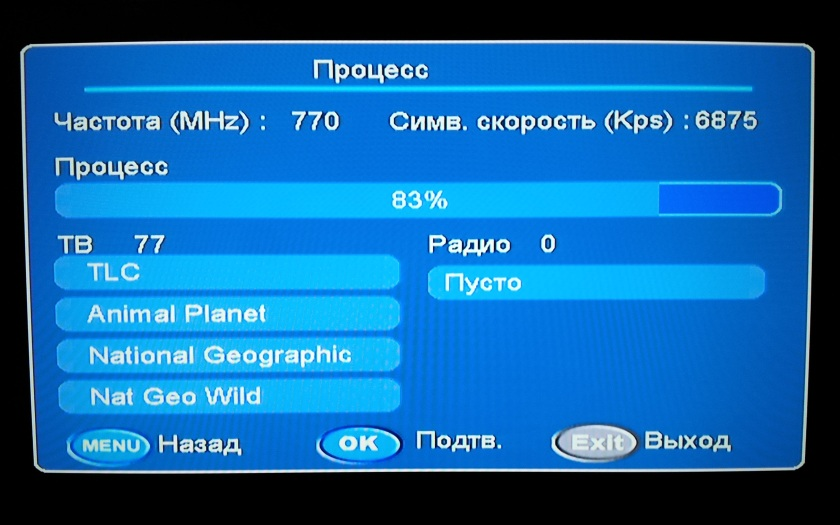 Процесс
Частота (MHz) : 770 Симв. скорость (Kps) : 6875
Процесс
83%
ТВ 77 Радио 0
TLC
Пусто
Animal Planet
National Geographic
Nat Geo Wild
MENU Назад OK Подтв. Exit Выход